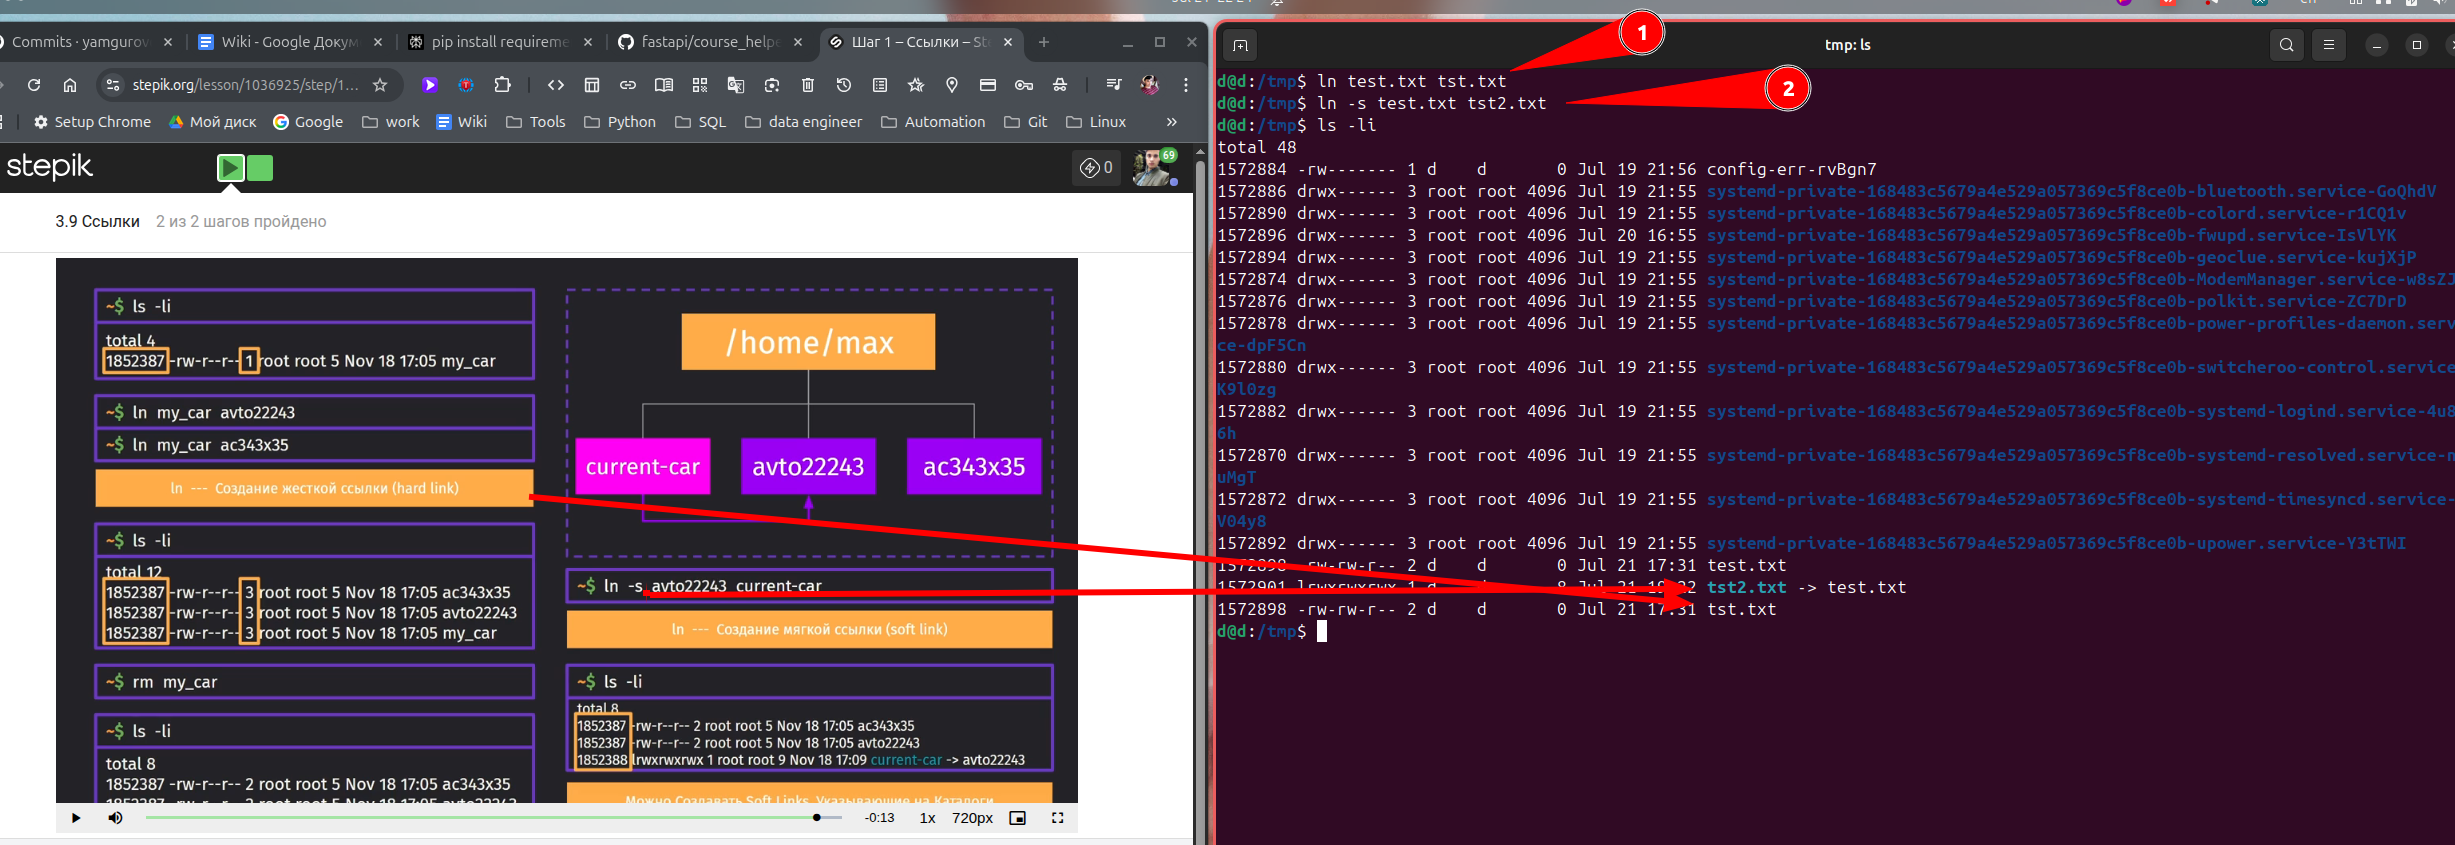 Commits · yamgurov
Wiki - Google Докум
pip install requireme
fastapi/course_helpe
Шаг 1 – Ссылки – St
stepik.org/lesson/1036925/step/1...
Setup Chrome
Мой диск
Google
work
Wiki
Tools
Python
SQL
data engineer
Automation
Git
Linux
»
stepik
0
69
3.9 Ссылки 2 из 2 шагов пройдено
~$ ls -li
total 4
1852387 -rw-r--r-- 1 root root 5 Nov 18 17:05 my_car
~$ ln my_car avto22243
~$ ln my_car ac343x35
ln --- Создание жесткой ссылки (hard link)
~$ ls -li
total 12
1852387 -rw-r--r-- 3 root root 5 Nov 18 17:05 ac343x35
1852387 -rw-r--r-- 3 root root 5 Nov 18 17:05 avto22243
1852387 -rw-r--r-- 3 root root 5 Nov 18 17:05 my_car
~$ rm my_car
~$ ls -li
total 8
1852387 -rw-r--r-- 2 root root 5 Nov 18 17:05 ac343x35
1852387 -rw-r--r-- 2 root root 5 Nov 18 17:05 avto22243
/home/max
current-car
avto22243
ac343x35
~$ ln -s avto22243 current-car
ln --- Создание мягкой ссылки (soft link)
~$ ls -li
total 8
1852387 -rw-r--r-- 2 root root 5 Nov 18 17:05 ac343x35
1852387 -rw-r--r-- 2 root root 5 Nov 18 17:05 avto22243
1852388 lrwxrwxrwx 1 root root 9 Nov 18 17:09 current-car -> avto22243
Можно Создавать Soft Links, Указывающие на Каталоги
-0:13 1x 720px
tmp: ls
1
2
d@d:/tmp$ ln test.txt tst.txt
d@d:/tmp$ ln -s test.txt tst2.txt
d@d:/tmp$ ls -li
total 48
1572884 -rw------- 1 d d 0 Jul 19 21:56 config-err-rvBgn7
1572886 drwx------ 3 root root 4096 Jul 19 21:55 systemd-private-168483c5679a4e529a057369c5f8ce0b-bluetooth.service-GoQhdV
1572890 drwx------ 3 root root 4096 Jul 19 21:55 systemd-private-168483c5679a4e529a057369c5f8ce0b-colord.service-r1CQ1v
1572896 drwx------ 3 root root 4096 Jul 20 16:55 systemd-private-168483c5679a4e529a057369c5f8ce0b-fwupd.service-IsVlYK
1572894 drwx------ 3 root root 4096 Jul 19 21:55 systemd-private-168483c5679a4e529a057369c5f8ce0b-geoclue.service-kujXjP
1572874 drwx------ 3 root root 4096 Jul 19 21:55 systemd-private-168483c5679a4e529a057369c5f8ce0b-ModemManager.service-w8sZJ
1572876 drwx------ 3 root root 4096 Jul 19 21:55 systemd-private-168483c5679a4e529a057369c5f8ce0b-polkit.service-ZC7DrD
1572878 drwx------ 3 root root 4096 Jul 19 21:55 systemd-private-168483c5679a4e529a057369c5f8ce0b-power-profiles-daemon.serv
ce-dpF5Cn
1572880 drwx------ 3 root root 4096 Jul 19 21:55 systemd-private-168483c5679a4e529a057369c5f8ce0b-switcheroo-control.service
K9l0zg
1572882 drwx------ 3 root root 4096 Jul 19 21:55 systemd-private-168483c5679a4e529a057369c5f8ce0b-systemd-logind.service-4u8
6h
1572870 drwx------ 3 root root 4096 Jul 19 21:55 systemd-private-168483c5679a4e529a057369c5f8ce0b-systemd-resolved.service-n
uMgT
1572872 drwx------ 3 root root 4096 Jul 19 21:55 systemd-private-168483c5679a4e529a057369c5f8ce0b-systemd-timesyncd.service-
V04y8
1572892 drwx------ 3 root root 4096 Jul 19 21:55 systemd-private-168483c5679a4e529a057369c5f8ce0b-upower.service-Y3tTWI
1572898 -rw-rw-r-- 2 d d 0 Jul 21 17:31 test.txt
1572901 lrwxrwxrwx 1 d d 8 Jul 21 tst2.txt -> test.txt
1572898 -rw-rw-r-- 2 d d 0 Jul 21 17:31 tst.txt
d@d:/tmp$